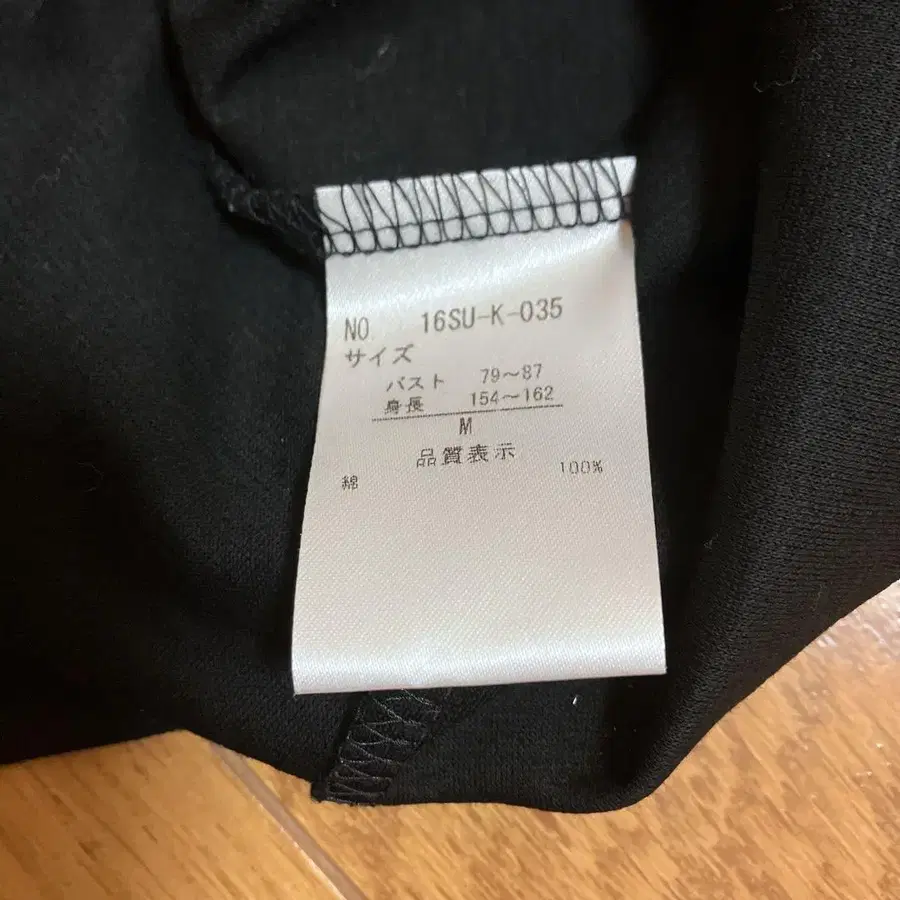 NO 16SU-K-035
サイズ
バスト 79～87
身長 154～162
M
品質表示
綿 100%